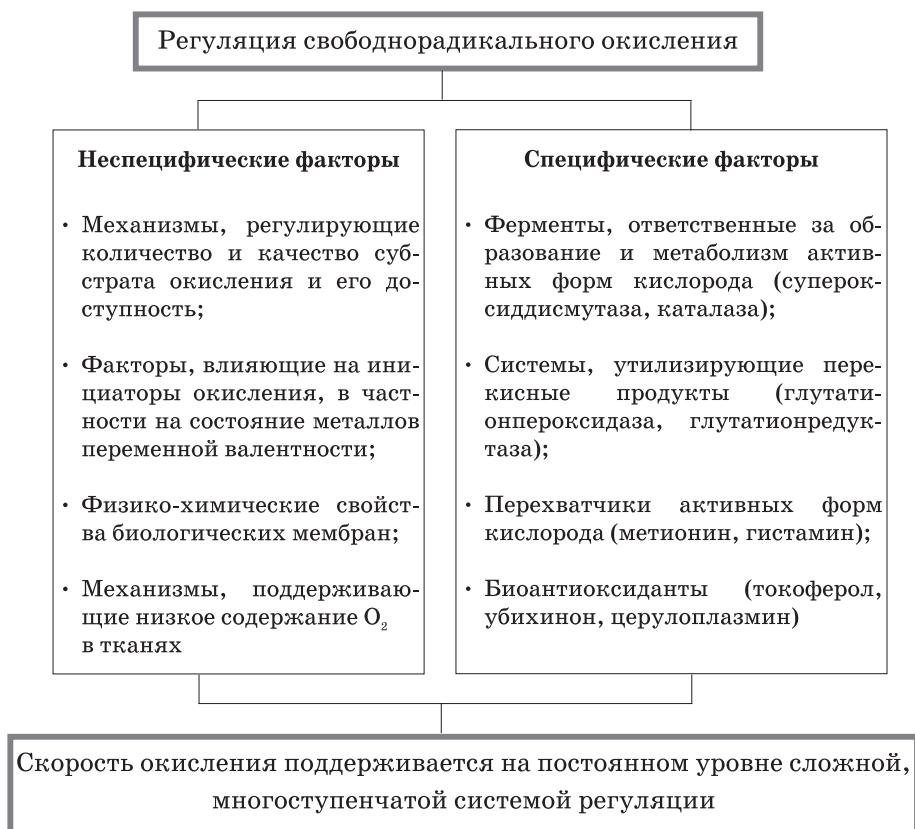 Регуляция свободнорадикального окисления
Неспецифические факторы
· Механизмы, регулирующие
количество и качество суб-
страта окисления и его до-
ступность;
· Факторы, влияющие на ини-
циаторы окисления, в част-
ности на состояние металлов
переменной валентности;
· Физико-химические свойст-
ва биологических мембран;
· Механизмы, поддерживаю-
щие низкое содержание O₂
в тканях
Специфические факторы
· Ферменты, ответственные за об-
разование и метаболизм актив-
ных форм кислорода (суперок-
сиддисмутаза, каталаза);
· Системы, утилизирующие пере-
кисные продукты (глутати-
онпероксидаза, глутатионредук-
таза);
· Перехватчики активных форм
кислорода (метионин, гистамин);
· Биоантиоксиданты (токоферол,
убихинон, церулоплазмин)
Скорость окисления поддерживается на постоянном уровне сложной,
многоступенчатой системой регуляции